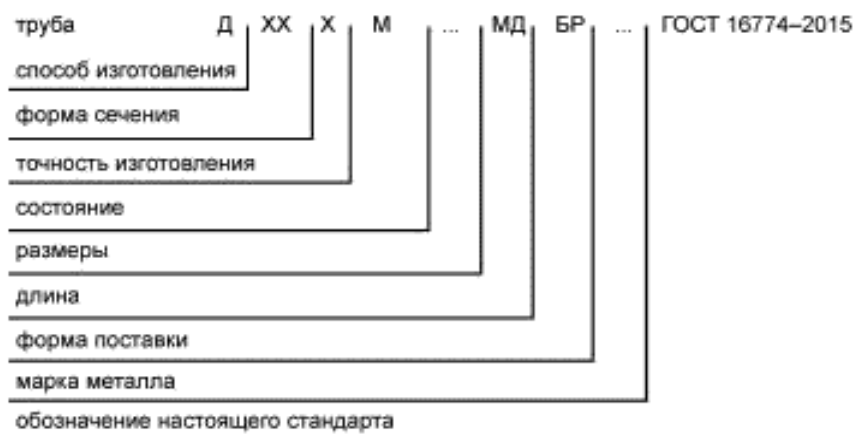 труба Д ХХ Х М ... МД БР ... ГОСТ 16774–2015
способ изготовления
форма сечения
точность изготовления
состояние
размеры
длина
форма поставки
марка металла
обозначение настоящего стандарта